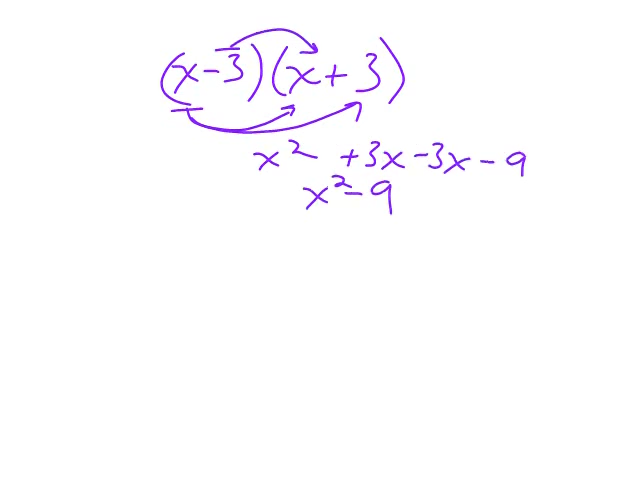 (x-3)(x+3)
x² +3x-3x-9
x²-9